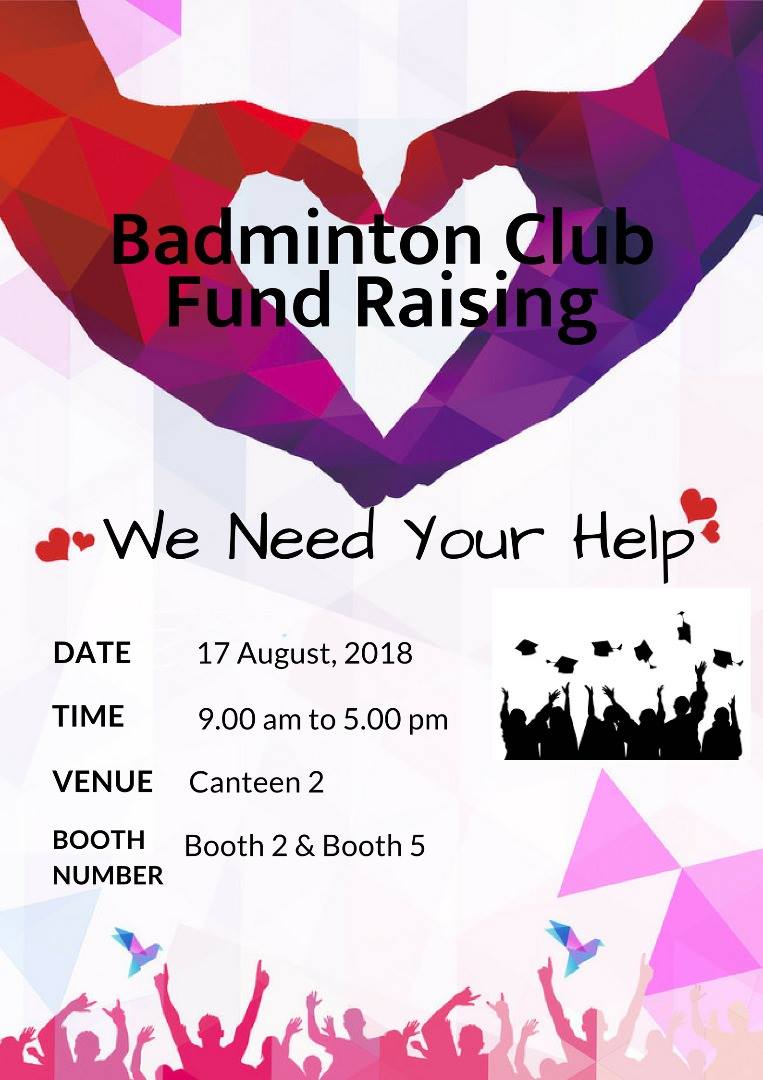 Badminton Club
Fund Raising
We Need Your Help
DATE 17 August, 2018
TIME 9.00 am to 5.00 pm
VENUE Canteen 2
BOOTH NUMBER Booth 2 & Booth 5